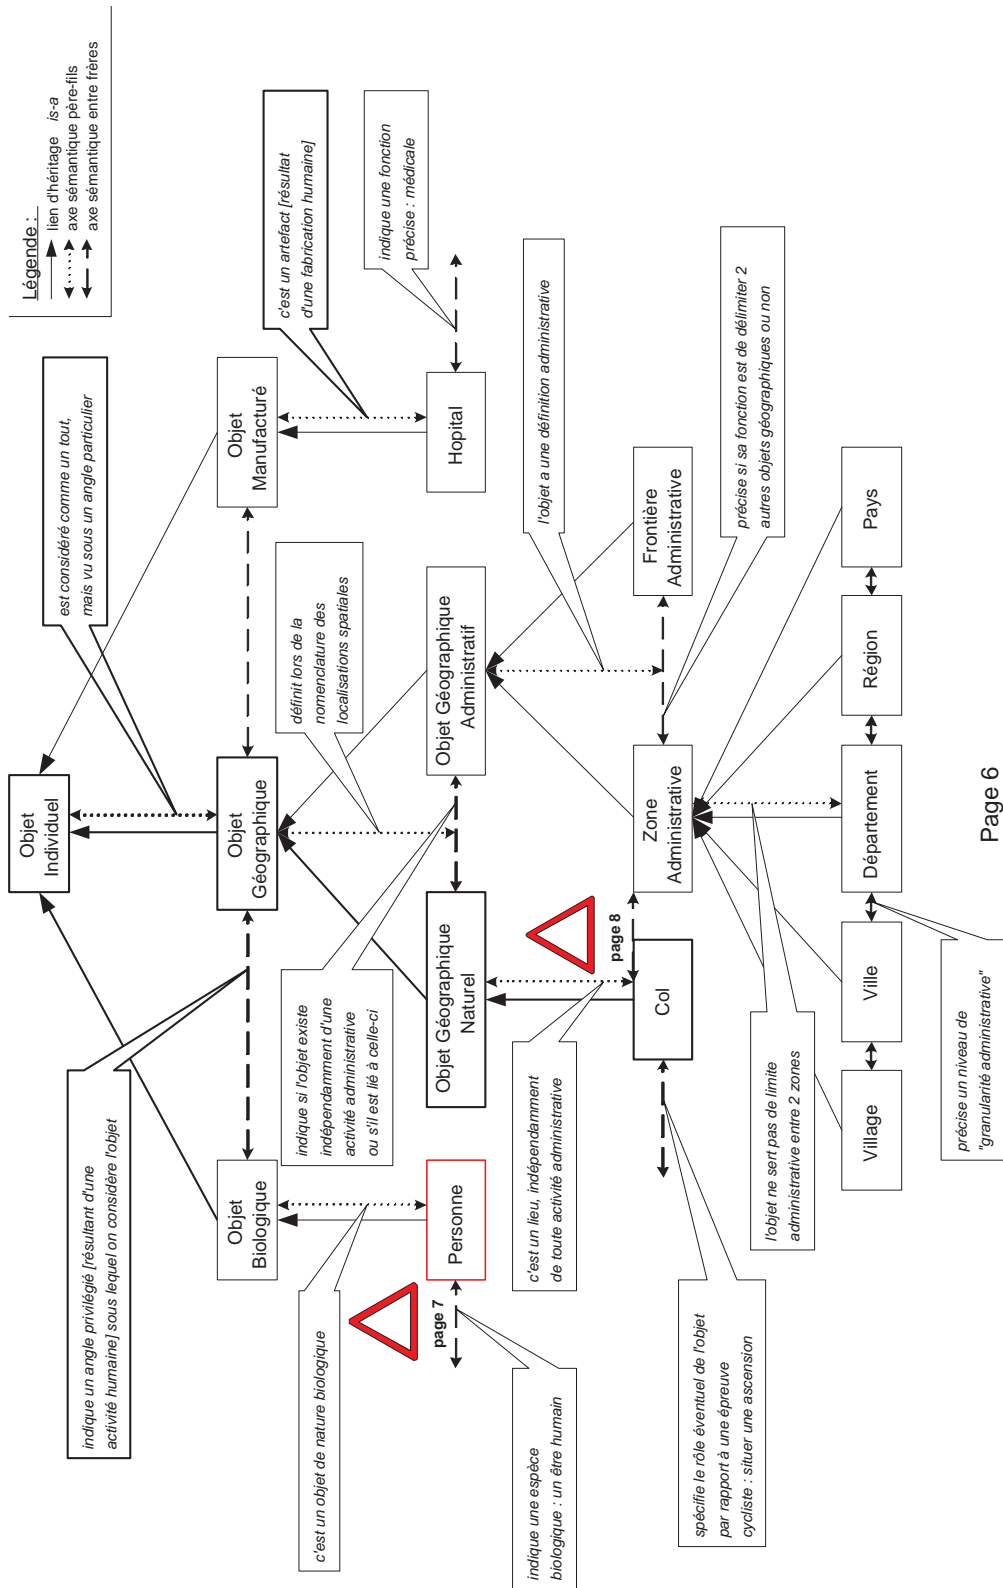 Légende :
lien d'héritage is-a
axe sémantique père-fils
axe sémantique entre frères
est considéré comme un tout,
mais vu sous un angle particulier
Objet
Individuel
indique un angle privilégié [résultant d'une
activité humaine] sous lequel on considère l'objet
Objet
Biologique
Objet
Géographique
Objet
Manufacturé
c'est un artefact [résultat
d'une fabrication humaine]
c'est un objet de nature biologique
indique si l'objet existe
indépendamment d'une
activité administrative
ou s'il est lié à celle-ci
définit lors de la
nomenclature des
localisations spatiales
indique une fonction
précise : médicale
page 7
Personne
Objet Géographique
Naturel
Objet Géographique
Administratif
Hopital
indique une espèce
biologique : un être humain
c'est un lieu, indépendamment
de toute activité administrative
l'objet a une définition administrative
page 8
Col
Zone
Administrative
Frontière
Administrative
spécifie le rôle éventuel de l'objet
par rapport à une épreuve
cycliste : situer une ascension
l'objet ne sert pas de limite
administrative entre 2 zones
précise si sa fonction est de délimiter 2
autres objets géographiques ou non
Village
Ville
Département
Région
Pays
précise un niveau de
"granularité administrative"
Page 6